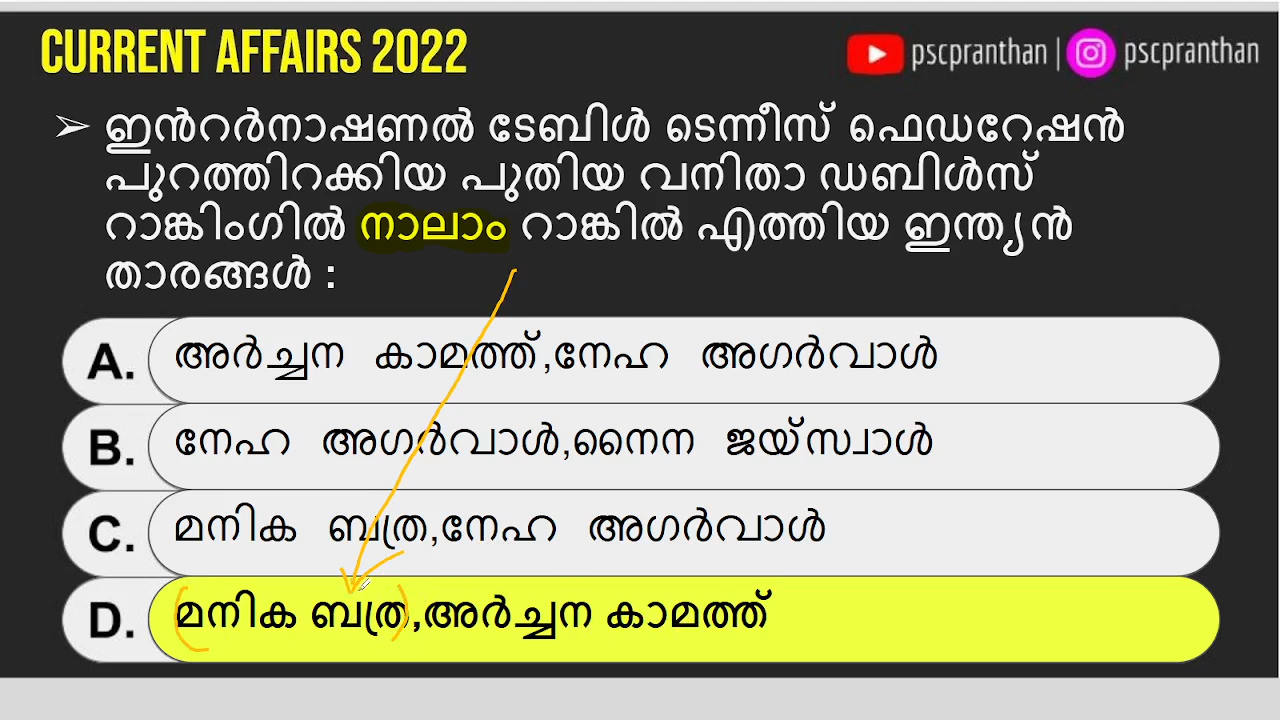 CURRENT AFFAIRS 2022
pscpranthan | pscpranthan
➢ ഇൻറർനാഷണൽ ടേബിൾ ടെന്നീസ് ഫെഡറേഷൻ
പുറത്തിറക്കിയ പുതിയ വനിതാ ഡബിൾസ്
റാങ്കിംഗിൽ നാലാം റാങ്കിൽ എത്തിയ ഇന്ത്യൻ
താരങ്ങൾ :
A. അർച്ചന കാമത്ത്,നേഹ അഗർവാൾ
B. നേഹ അഗർവാൾ,നൈന ജയ്സ്വാൾ
C. മനിക ബത്ര,നേഹ അഗർവാൾ
D. മനിക ബത്ര,അർച്ചന കാമത്ത്